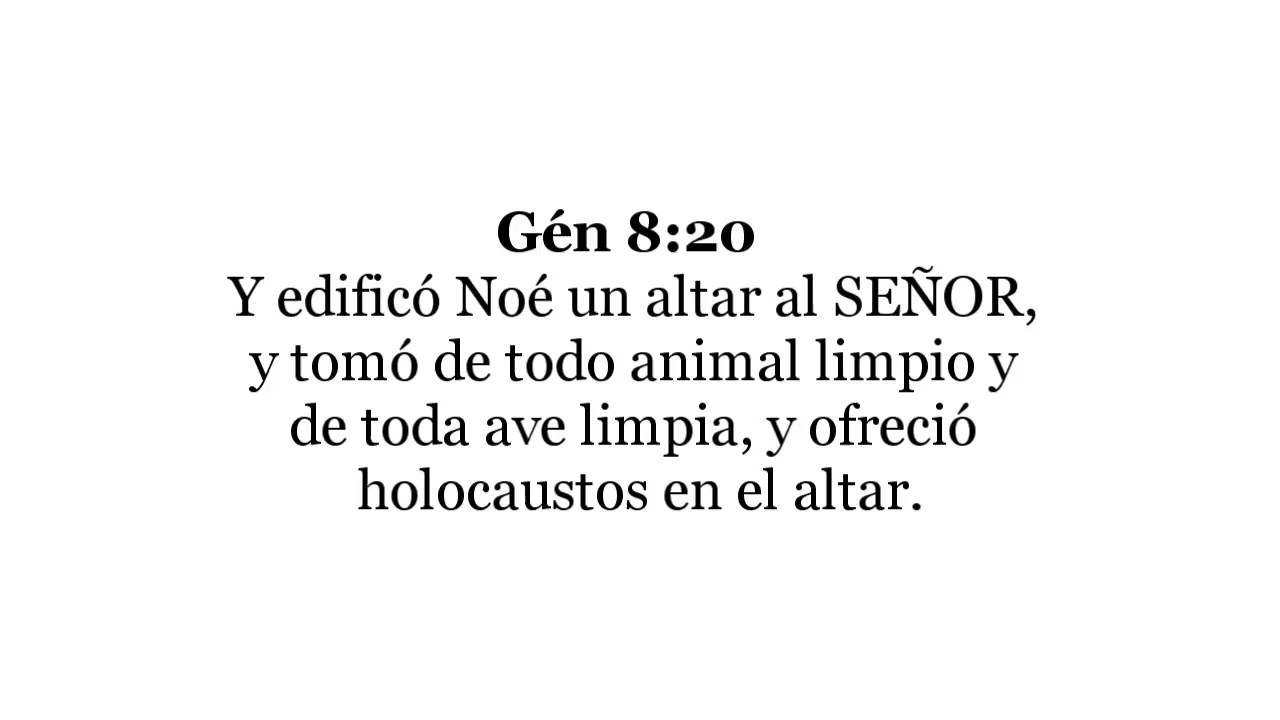 Gén 8:20
Y edificó Noé un altar al SEÑOR,
y tomó de todo animal limpio y
de toda ave limpia, y ofreció
holocaustos en el altar.